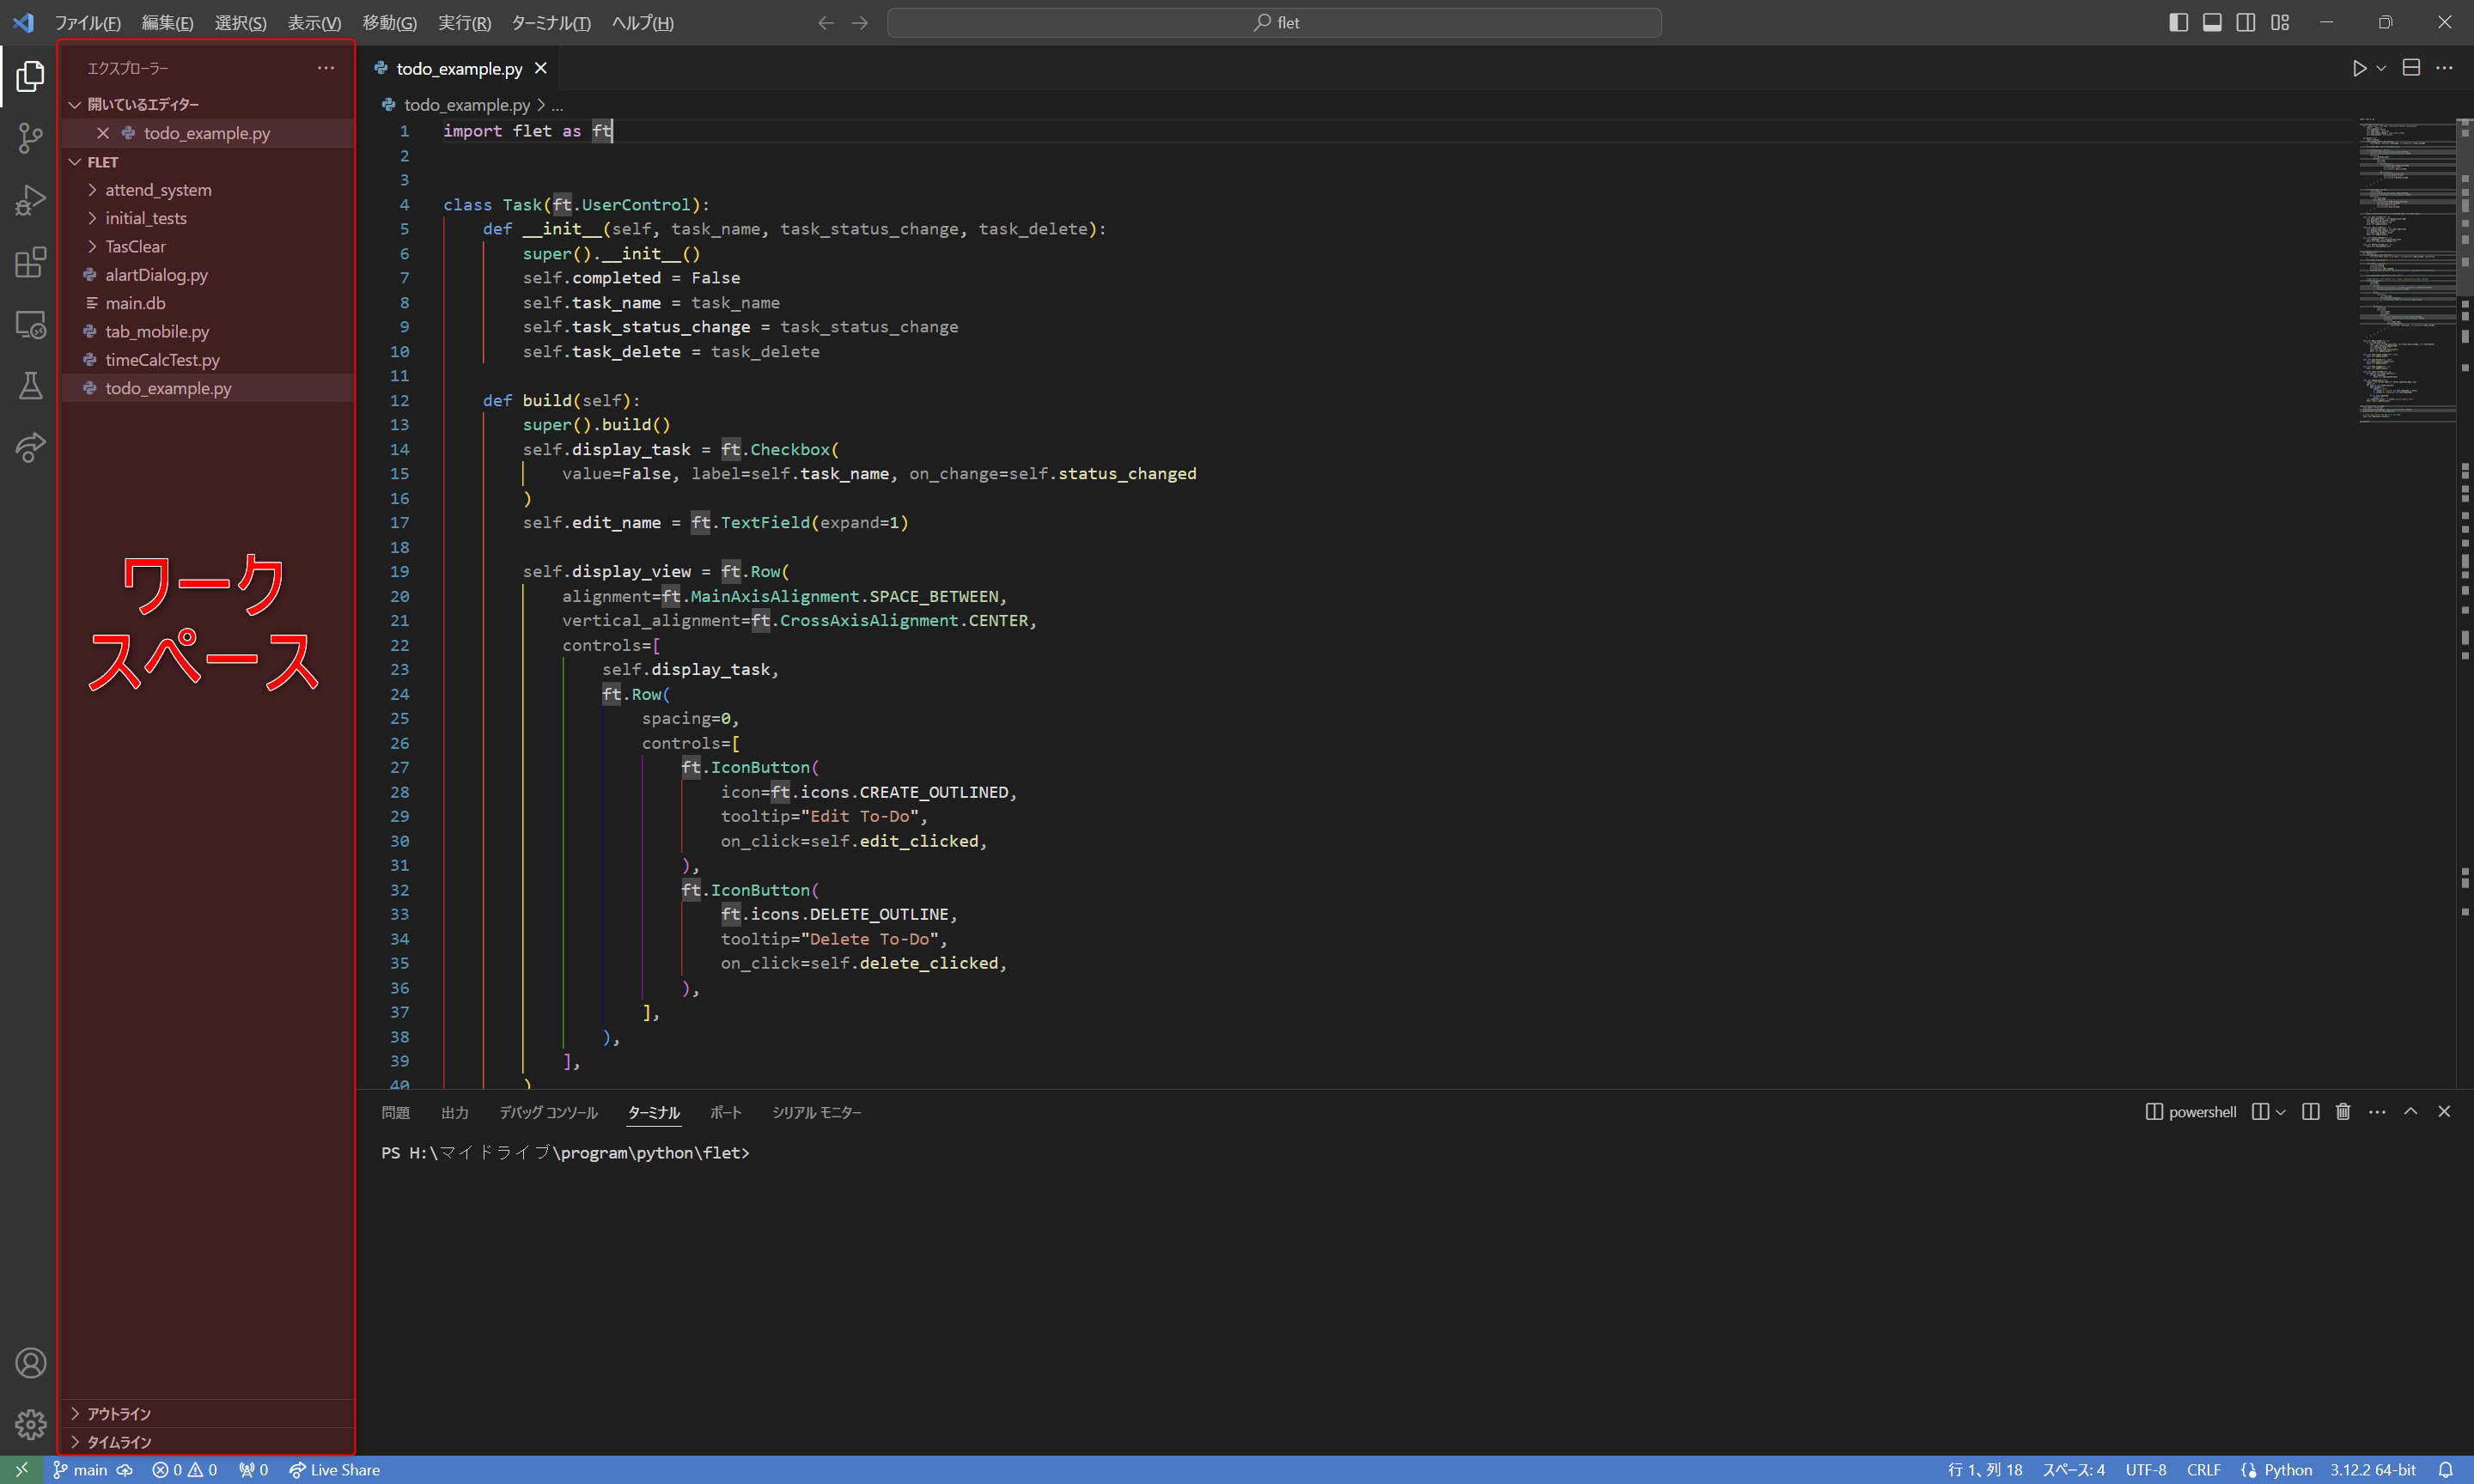 ファイル(F) 編集(E) 選択(S) 表示(V) 移動(G) 実行(R) ターミナル(T) ヘルプ(H) flet
エクスプローラー
開いているエディター
todo_example.py
FLET
attend_system
initial_tests
TasClear
alartDialog.py
main.db
tab_mobile.py
timeCalcTest.py
todo_example.py
ワーク
スペース
アウトライン
タイムライン
todo_example.py
todo_example.py > ...
1 import flet as ft
2
3
4 class Task(ft.UserControl):
5 def __init__(self, task_name, task_status_change, task_delete):
6 super().__init__()
7 self.completed = False
8 self.task_name = task_name
9 self.task_status_change = task_status_change
10 self.task_delete = task_delete
11
12 def build(self):
13 super().build()
14 self.display_task = ft.Checkbox(
15 value=False, label=self.task_name, on_change=self.status_changed
16 )
17 self.edit_name = ft.TextField(expand=1)
18
19 self.display_view = ft.Row(
20 alignment=ft.MainAxisAlignment.SPACE_BETWEEN,
21 vertical_alignment=ft.CrossAxisAlignment.CENTER,
22 controls=[
23 self.display_task,
24 ft.Row(
25 spacing=0,
26 controls=[
27 ft.IconButton(
28 icon=ft.icons.CREATE_OUTLINED,
29 tooltip="Edit To-Do",
30 on_click=self.edit_clicked,
31 ),
32 ft.IconButton(
33 ft.icons.DELETE_OUTLINE,
34 tooltip="Delete To-Do",
35 on_click=self.delete_clicked,
36 ),
37 ],
38 ),
39 ],
40 )
問題 出力 デバッグ コンソール ターミナル ポート シリアル モニター powershell
PS H:\マイドライブ\program\python\flet>
main 0 0 0 Live Share 行 1、列 18 スペース: 4 UTF-8 CRLF Python 3.12.2 64-bit